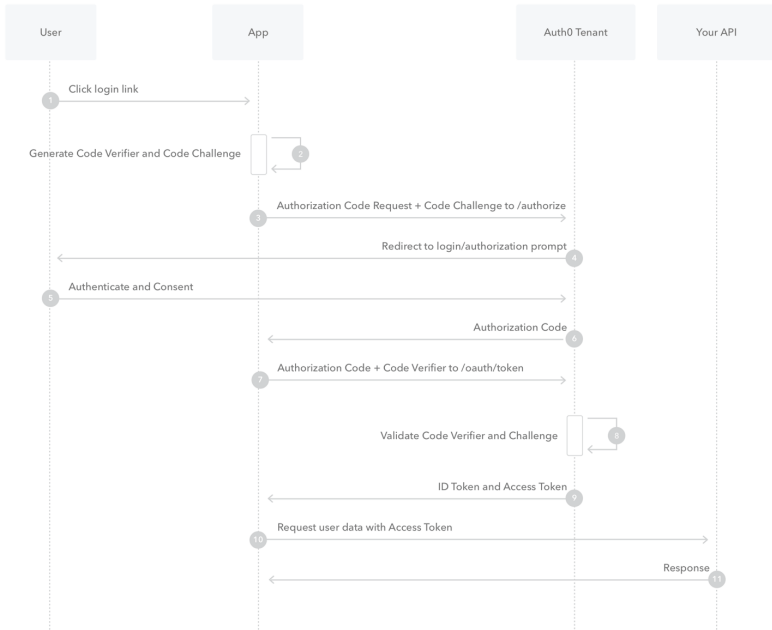 User
App
Auth0 Tenant
Your API
Click login link
1
Generate Code Verifier and Code Challenge
2
Authorization Code Request + Code Challenge to /authorize
3
Redirect to login/authorization prompt
4
Authenticate and Consent
5
Authorization Code
6
Authorization Code + Code Verifier to /oauth/token
7
Validate Code Verifier and Challenge
8
ID Token and Access Token
9
Request user data with Access Token
10
Response
11